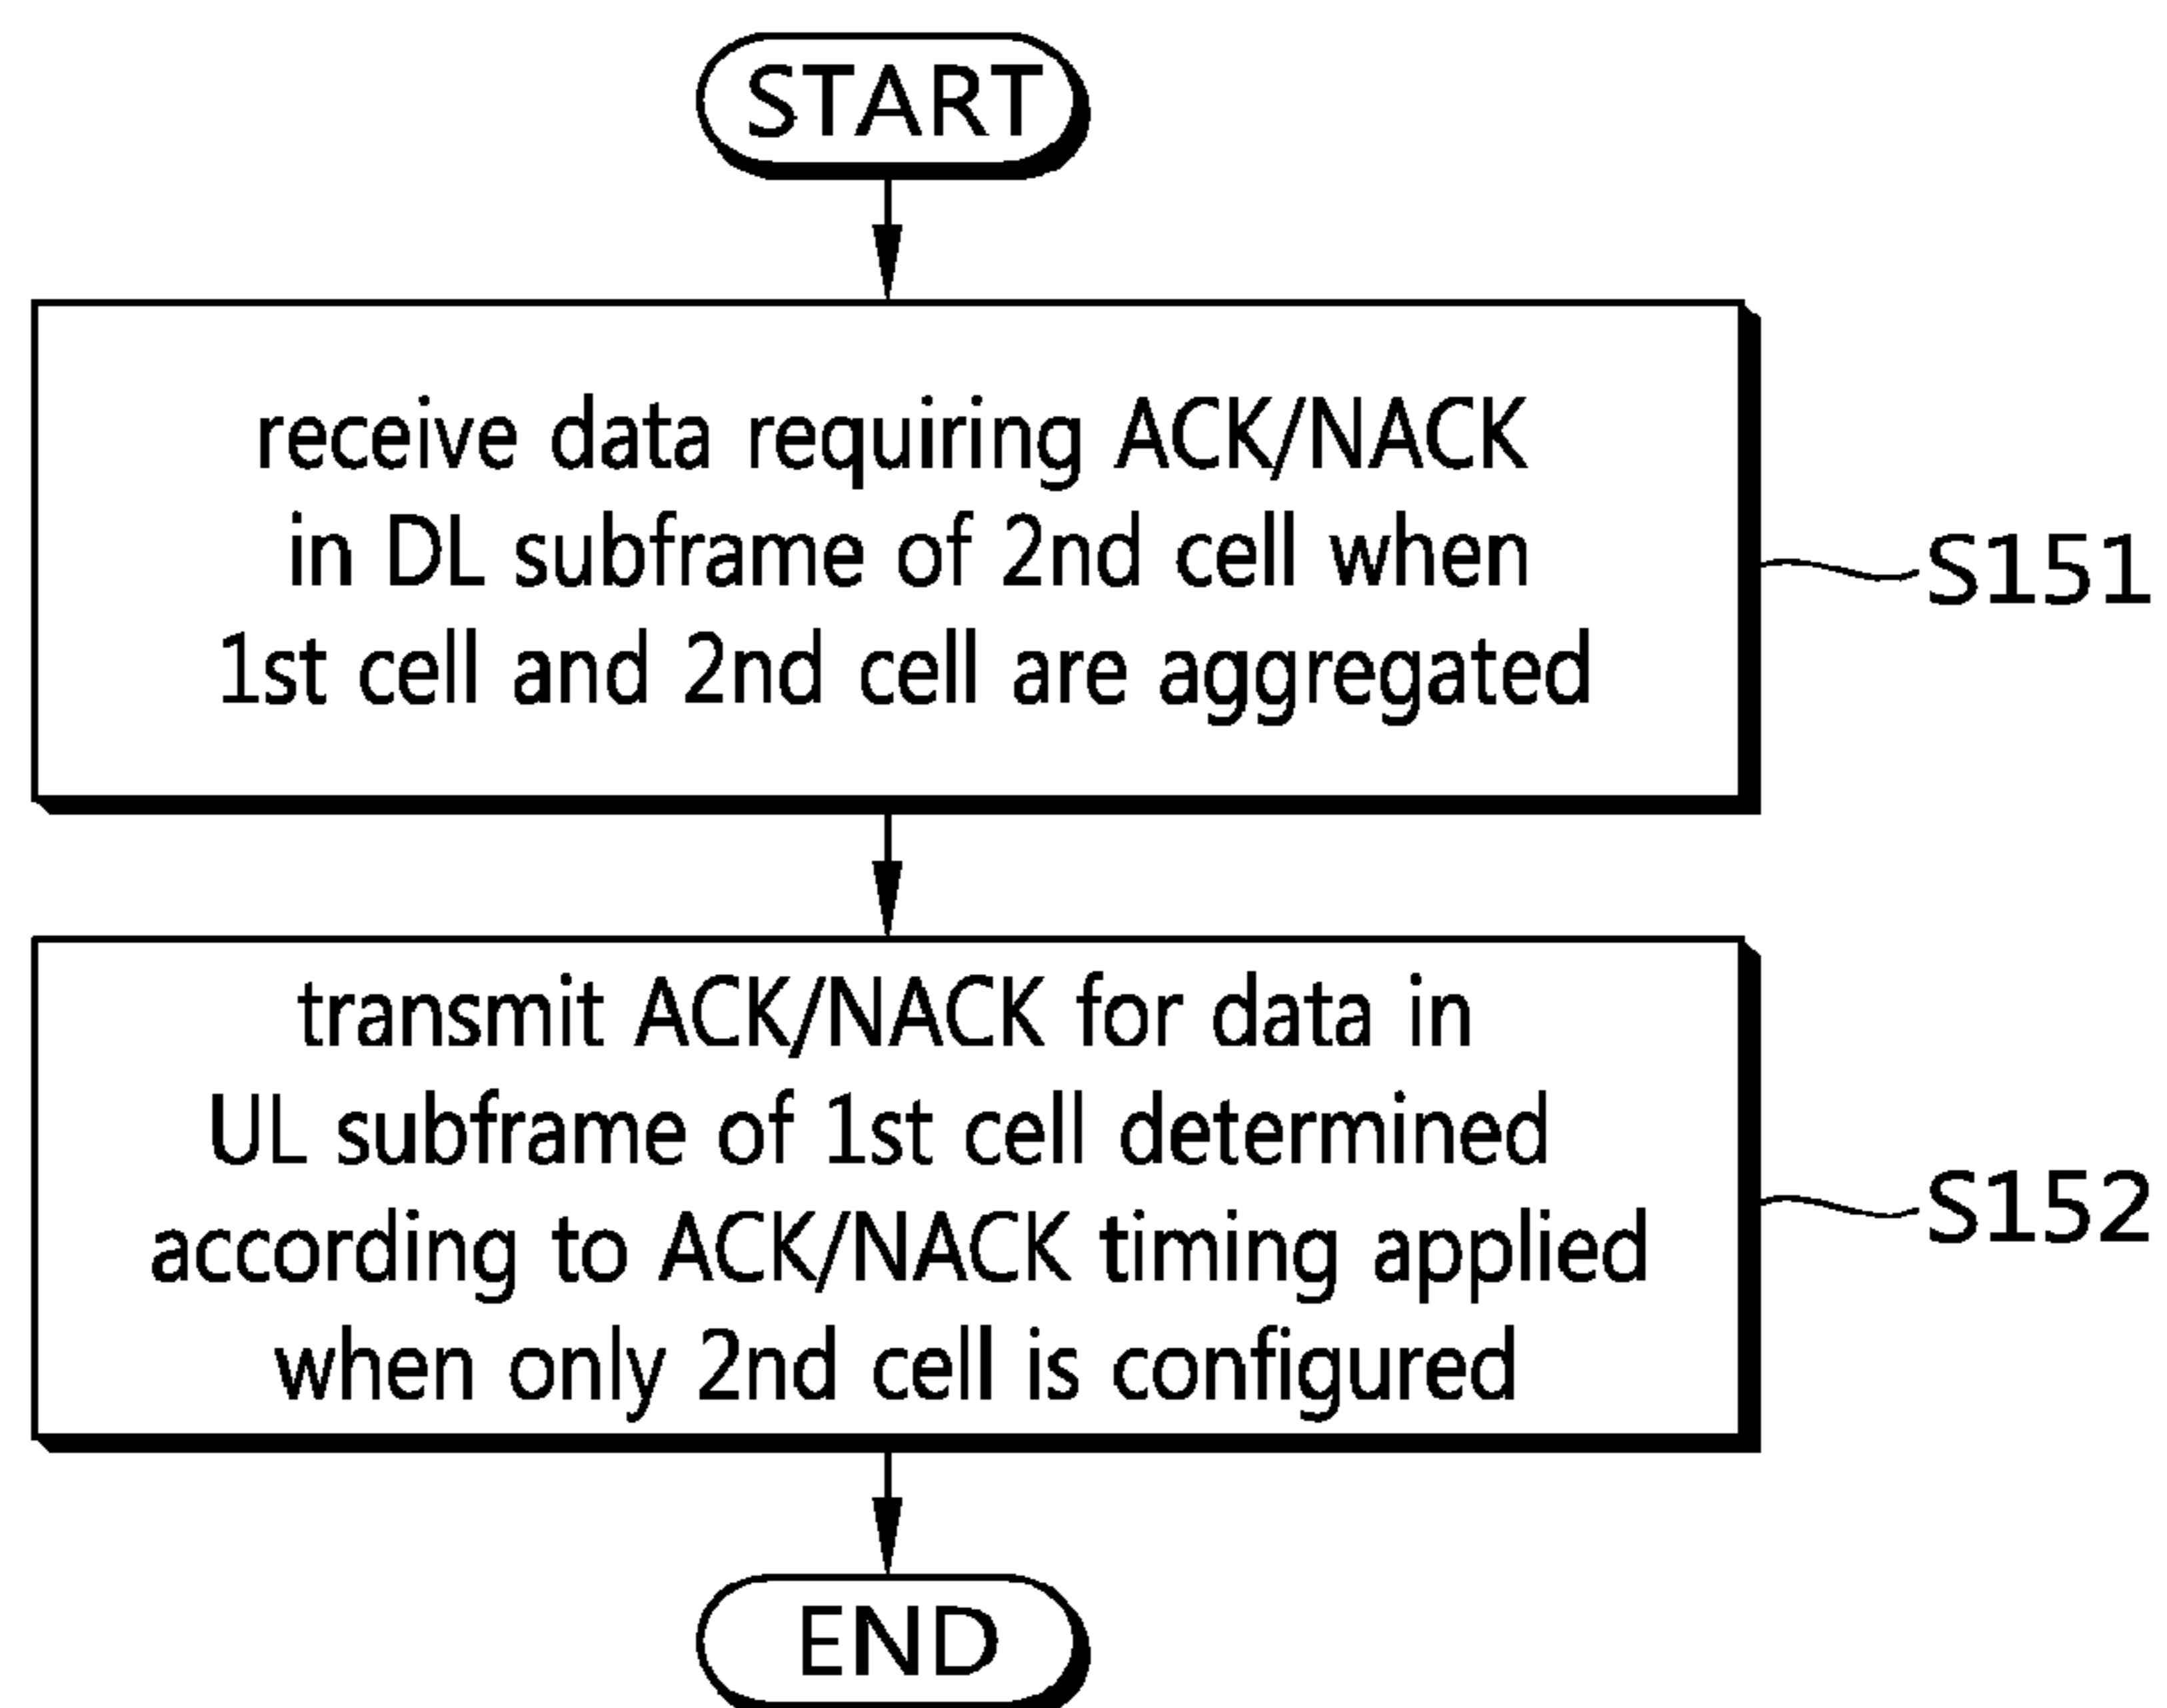 START
receive data requiring ACK/NACK
in DL subframe of 2nd cell when
1st cell and 2nd cell are aggregated
S151
transmit ACK/NACK for data in
UL subframe of 1st cell determined
according to ACK/NACK timing applied
when only 2nd cell is configured
S152
END